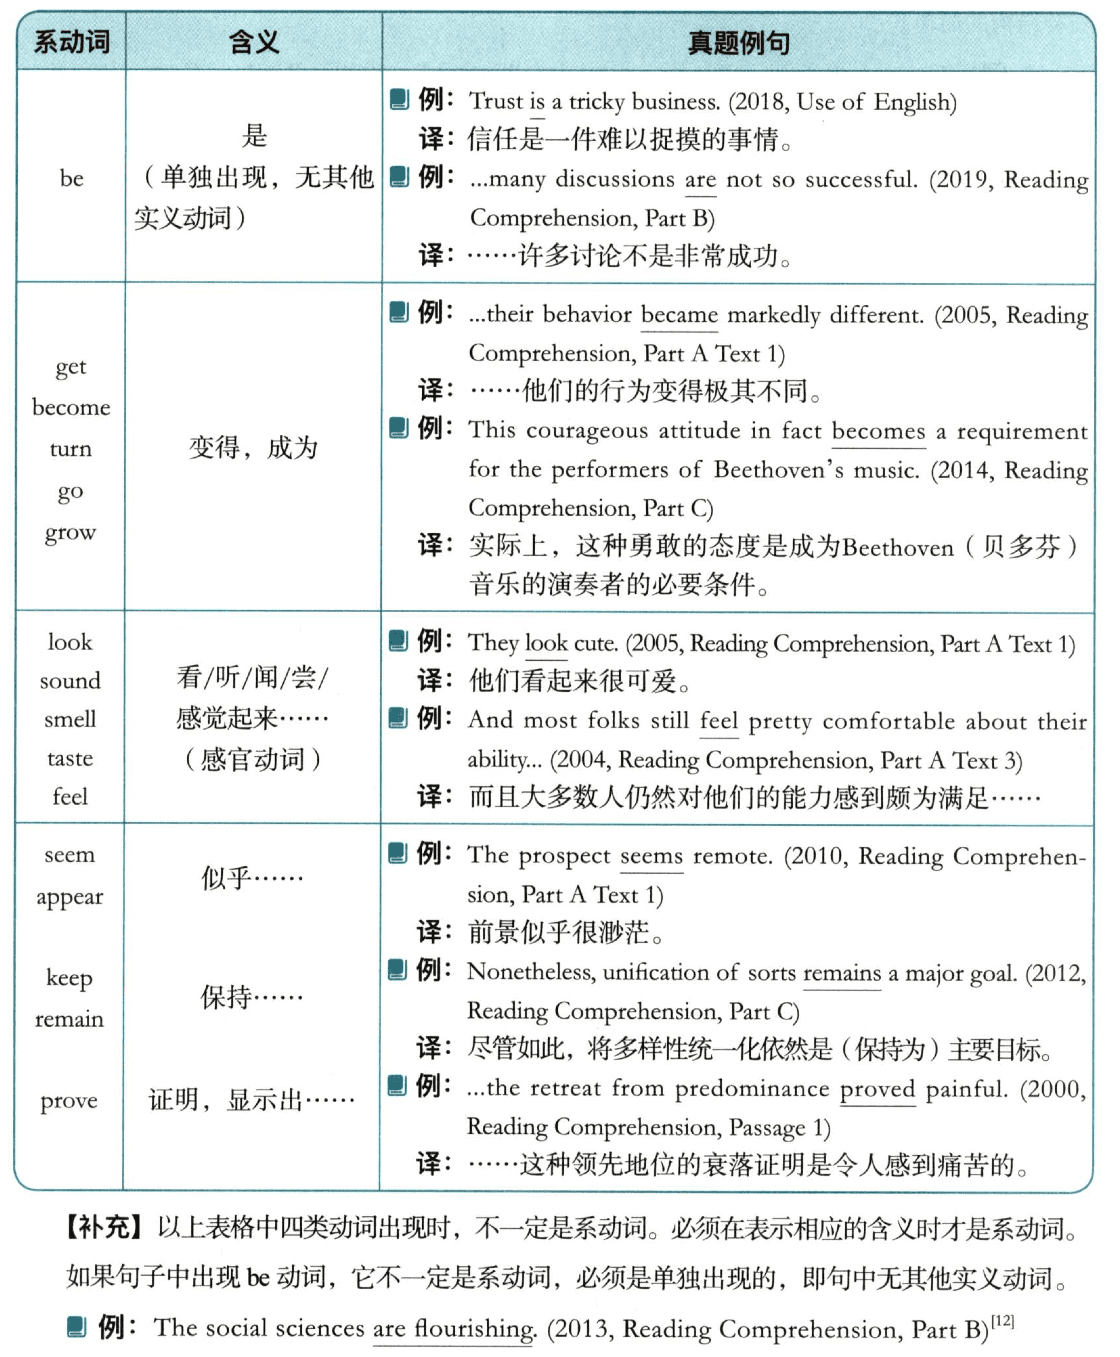 系动词 含义 真题例句
be
是
（单独出现，无其他
实义动词）
例：Trust is a tricky business. (2018, Use of English)
译：信任是一件难以捉摸的事情。
例：...many discussions are not so successful. (2019, Reading
Comprehension, Part B)
译：……许多讨论不是非常成功。
get
become
turn
go
grow
变得，成为
例：...their behavior became markedly different. (2005, Reading
Comprehension, Part A Text 1)
译：……他们的行为变得极其不同。
例：This courageous attitude in fact becomes a requirement
for the performers of Beethoven's music. (2014, Reading
Comprehension, Part C)
译：实际上，这种勇敢的态度是成为Beethoven（贝多芬）
音乐的演奏者的必要条件。
look
sound
smell
taste
feel
看/听/闻/尝/
感觉起来……
（感官动词）
例：They look cute. (2005, Reading Comprehension, Part A Text 1)
译：他们看起来很可爱。
例：And most folks still feel pretty comfortable about their
ability... (2004, Reading Comprehension, Part A Text 3)
译：而且大多数人仍然对他们的能力感到颇为满足……
seem
appear
似乎……
例：The prospect seems remote. (2010, Reading Comprehen-
sion, Part A Text 1)
译：前景似乎很渺茫。
keep
remain
保持……
例：Nonetheless, unification of sorts remains a major goal. (2012,
Reading Comprehension, Part C)
译：尽管如此，将多样性统一化依然是（保持为）主要目标。
prove
证明，显示出……
例：...the retreat from predominance proved painful. (2000,
Reading Comprehension, Passage 1)
译：……这种领先地位的衰落证明是令人感到痛苦的。
【补充】以上表格中四类动词出现时，不一定是系动词。必须在表示相应的含义时才是系动词。
如果句子中出现 be 动词，它不一定是系动词，必须是单独出现的，即句中无其他实义动词。
例：The social sciences are flourishing. (2013, Reading Comprehension, Part B)[12]